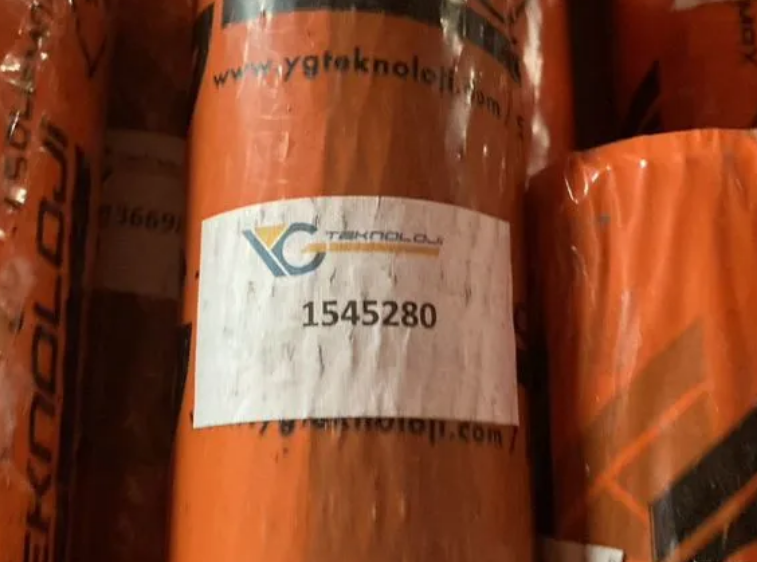 www.ygteknoloji.com/
YG TEKNOLOJI
1545280
ygteknoloji.com/
TEKNOLOJI